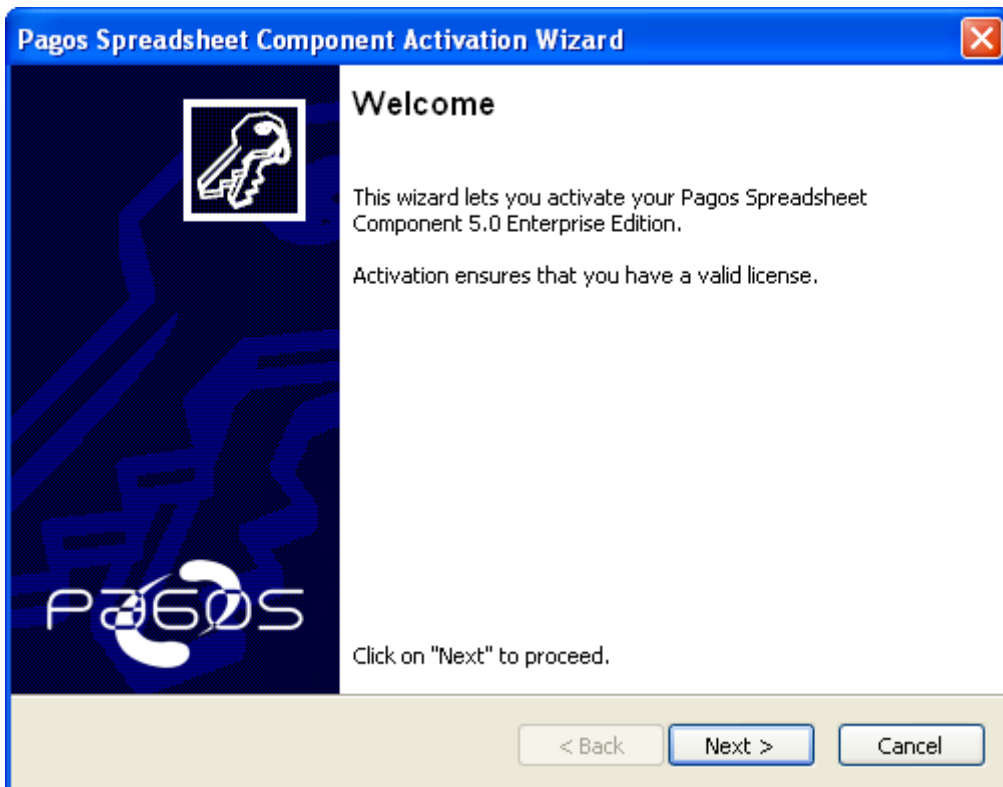 Pagos Spreadsheet Component Activation Wizard
Welcome
This wizard lets you activate your Pagos Spreadsheet
Component 5.0 Enterprise Edition.
Activation ensures that you have a valid license.
PAGOS
Click on "Next" to proceed.
< Back
Next >
Cancel